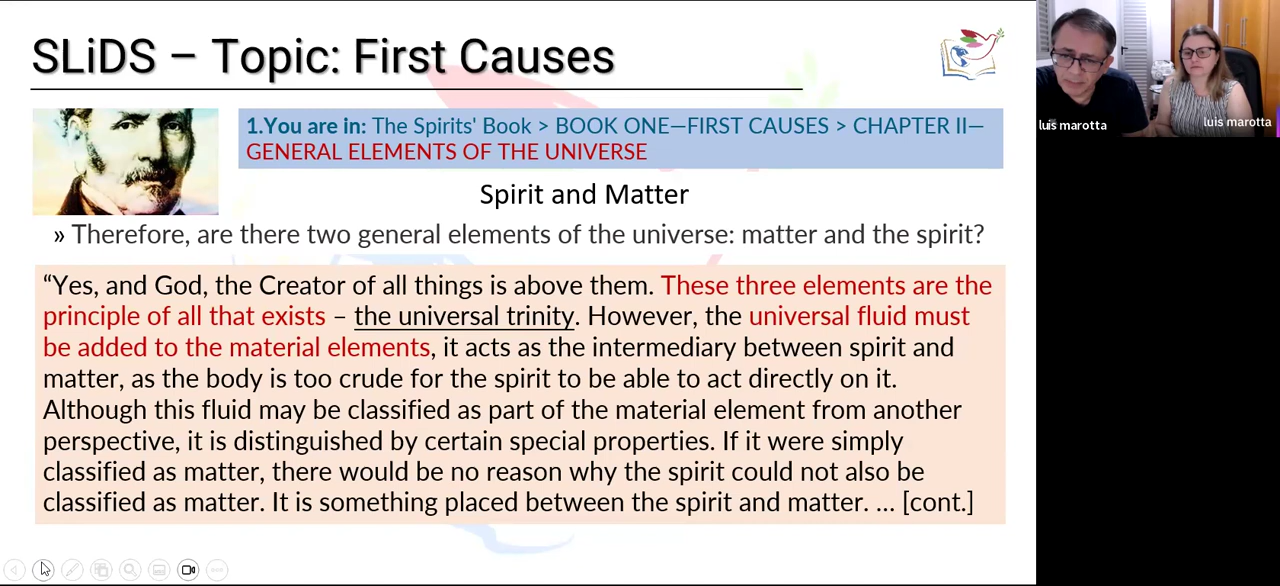 SLiDS – Topic: First Causes
1.You are in: The Spirits' Book > BOOK ONE—FIRST CAUSES > CHAPTER II—
GENERAL ELEMENTS OF THE UNIVERSE
Spirit and Matter
» Therefore, are there two general elements of the universe: matter and the spirit?
“Yes, and God, the Creator of all things is above them. These three elements are the
principle of all that exists – the universal trinity. However, the universal fluid must
be added to the material elements, it acts as the intermediary between spirit and
matter, as the body is too crude for the spirit to be able to act directly on it.
Although this fluid may be classified as part of the material element from another
perspective, it is distinguished by certain special properties. If it were simply
classified as matter, there would be no reason why the spirit could not also be
classified as matter. It is something placed between the spirit and matter. ... [cont.]
luis marotta
luis marotta